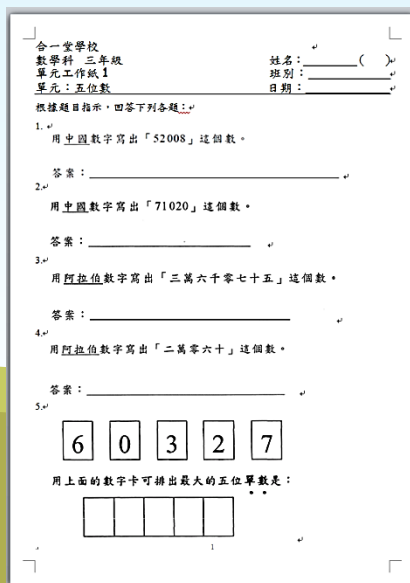 合一堂學校
數學科 三年級 姓名：________( )
單元工作紙1 班別：__________
單元：五位數 日期：__________
根據題目指示，回答下列各題：
1.
用中國數字寫出「52008」這個數。
答案：______________________________
2.
用中國數字寫出「71020」這個數。
答案：____________________
3.
用阿拉伯數字寫出「三萬六千零七十五」這個數。
答案：________________________
4.
用阿拉伯數字寫出「二萬零六十」這個數。
答案：________________________
5.
6 0 3 2 7
用上面的數字卡可排出最大的五位單數是：
1